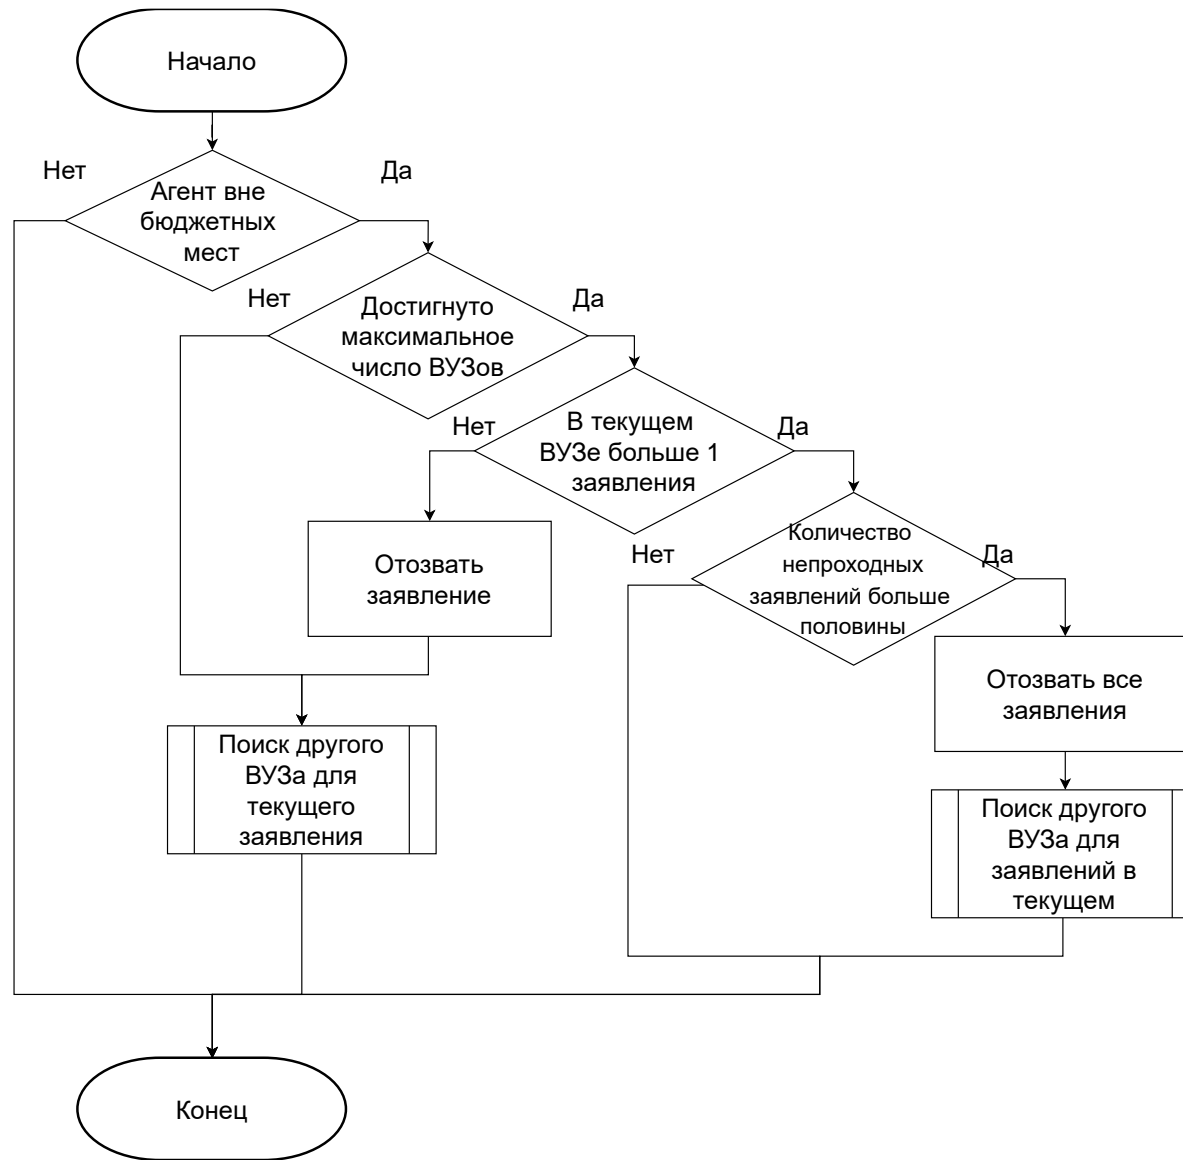 Начало
Нет
Да
Агент вне
бюджетных
мест
Нет
Да
Достигнуто
максимальное
число ВУЗов
Нет
Да
В текущем
ВУЗе больше 1
заявления
Нет
Да
Количество
непроходных
заявлений больше
половины
Отозвать
заявление
Отозвать все
заявления
Поиск другого
ВУЗа для
текущего
заявления
Поиск другого
ВУЗа для
заявлений в
текущем
Конец